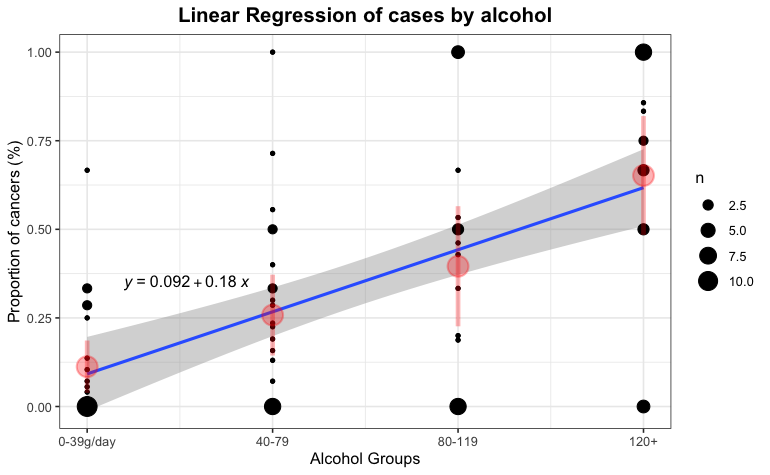 Linear Regression of cases by alcohol
Proportion of cancers (%)
1.00
0.75
0.50
0.25
0.00
y = 0.092 + 0.18 x
0-39g/day
40-79
80-119
120+
Alcohol Groups
n
2.5
5.0
7.5
10.0